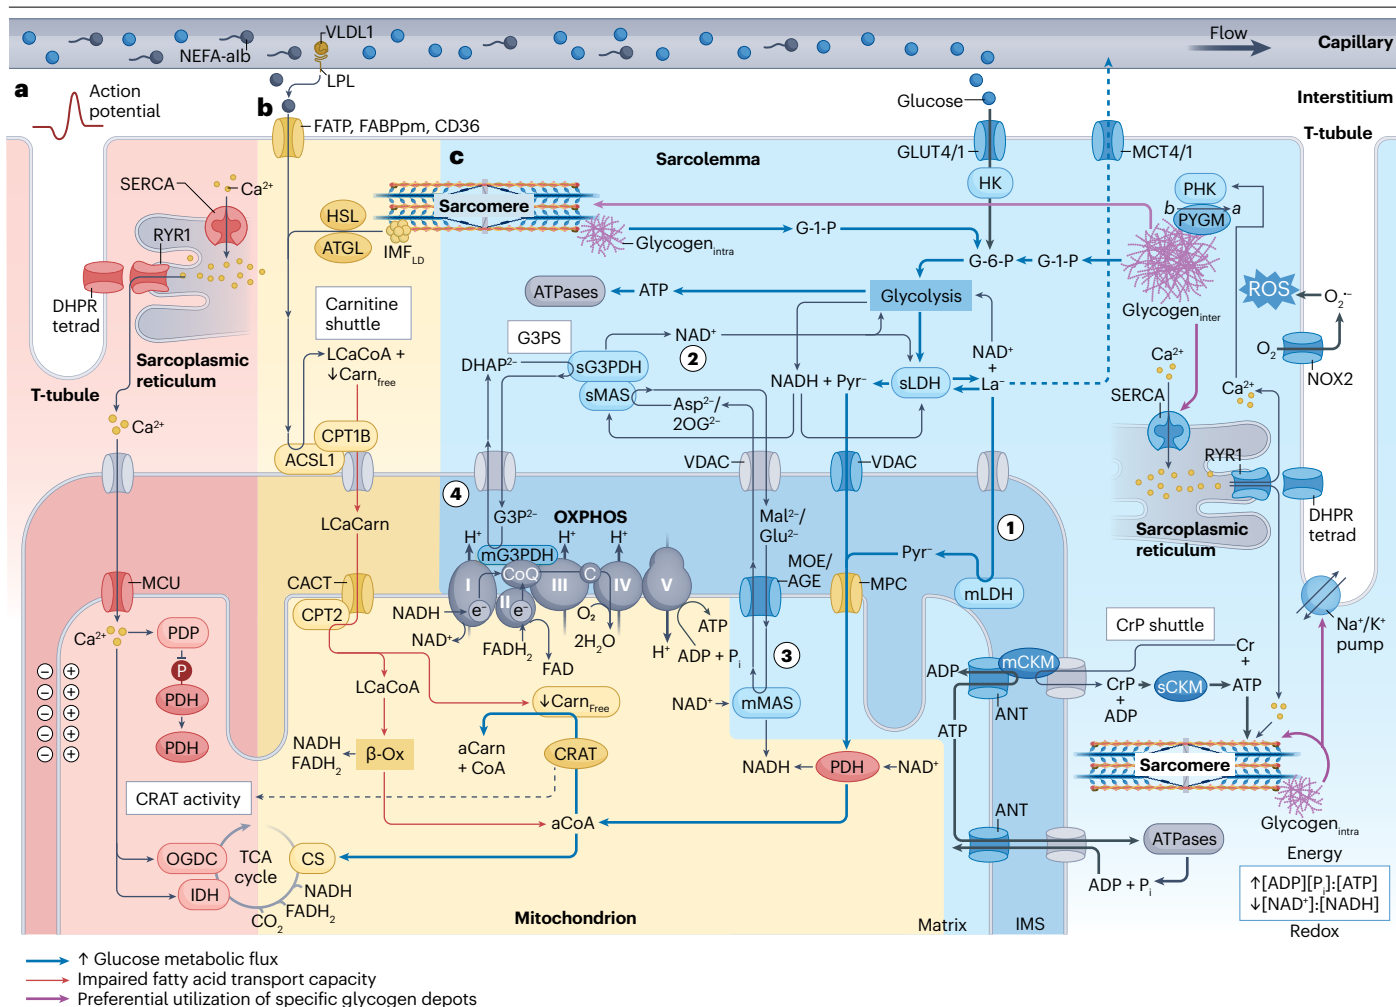 VLDL1
NEFA-alb
Flow
Capillary
LPL
a
Action
potential
b
Glucose
Interstitium
T-tubule
FATP, FABPpm, CD36
c
Sarcolemma
GLUT4/1
MCT4/1
SERCA
Ca²⁺
HK
PHK
b
a
PYGM
HSL
Sarcomere
RYR1
ATGL
IMF_LD
Glycogen_intra
G-1-P
G-6-P
G-1-P
DHPR
tetrad
ATPases
ATP
Glycolysis
Glycogen_inter
ROS
O₂•⁻
Carnitine
shuttle
G3PS
NAD⁺
2
Sarcoplasmic
reticulum
LCaCoA +
↓Carn_free
DHAP²⁻
sG3PDH
NAD⁺
+
La⁻
Ca²⁺
O₂
NOX2
T-tubule
sMAS
NADH + Pyr⁻
sLDH
SERCA
Ca²⁺
Asp²⁻/
2OG²⁻
Ca²⁺
CPT1B
ACSL1
VDAC
VDAC
RYR1
4
G3P²⁻
OXPHOS
Mal²⁻/
Glu²⁻
1
DHPR
tetrad
LCaCarn
Sarcoplasmic
reticulum
H⁺
H⁺
H⁺
mG3PDH
MOE/
AGE
Pyr⁻
MCU
CACT
I
CoQ
III
C
IV
V
MPC
mLDH
CPT2
NADH
e⁻
II
e⁻
O₂
ATP
Na⁺/K⁺
pump
Ca²⁺
PDP
NAD⁺
FADH₂
FAD
2H₂O
H⁺
ADP + Pᵢ
3
CrP shuttle
P
Cr
+
ATP
PDH
LCaCoA
ADP
mCKM
CrP
+
ADP
sCKM
↓Carn_Free
NAD⁺
mMAS
ANT
ATP
PDH
NADH
FADH₂
β-Ox
aCarn
+ CoA
CRAT
NADH
PDH
NAD⁺
Sarcomere
CRAT activity
ANT
aCoA
Glycogen_intra
OGDC
TCA
cycle
CS
ATPases
Energy
IDH
NADH
FADH₂
CO₂
ADP + Pᵢ
↑[ADP][Pᵢ]:[ATP]
↓[NAD⁺]:[NADH]
Mitochondrion
Matrix
IMS
Redox
↑ Glucose metabolic flux
Impaired fatty acid transport capacity
Preferential utilization of specific glycogen depots